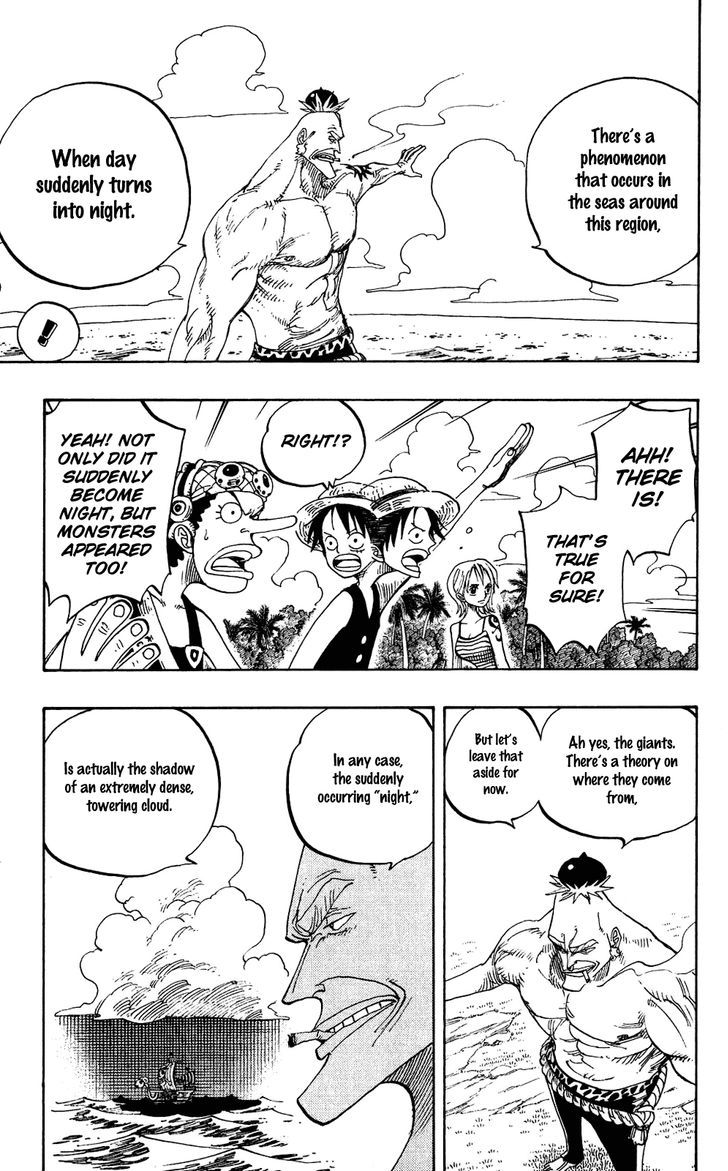 There's a
phenomenon
that occurs in
the seas around
this region,
When day
suddenly turns
into night.
!
AHH!
THERE
IS!
THAT'S
TRUE
FOR
SURE!
RIGHT!?
YEAH! NOT
ONLY DID IT
SUDDENLY
BECOME
NIGHT, BUT
MONSTERS
APPEARED
TOO!
Ah yes, the giants.
There's a theory on
where they come
from,
But let's
leave that
aside for
now.
In any case,
the suddenly
occurring "night,"
Is actually the shadow
of an extremely dense,
towering cloud.